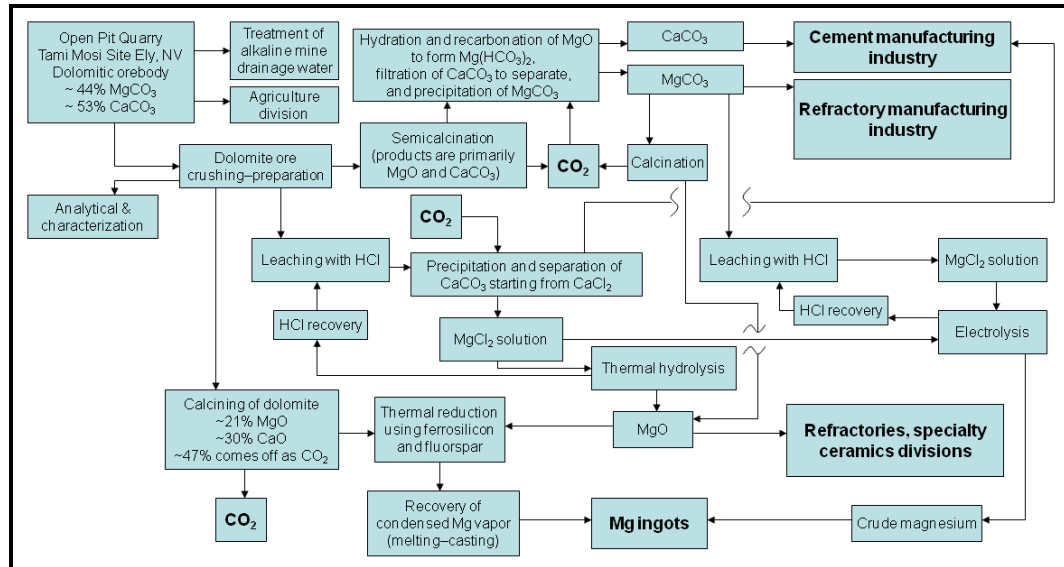 Open Pit Quarry
Tami Mosi Site Ely, NV
Dolomitic orebody
~ 44% MgCO₃
~ 53% CaCO₃
Treatment of
alkaline mine
drainage water
Agriculture
division
Hydration and recarbonation of MgO
to form Mg(HCO₃)₂,
filtration of CaCO₃ to separate,
and precipitation of MgCO₃
CaCO₃
MgCO₃
Cement manufacturing
industry
Refractory manufacturing
industry
Dolomite ore
crushing–preparation
Semicalcination
(products are primarily
MgO and CaCO₃)
CO₂
Calcination
Analytical &
characterization
CO₂
Leaching with HCl
Precipitation and separation of
CaCO₃ starting from CaCl₂
Leaching with HCl
MgCl₂ solution
HCl recovery
HCl recovery
Electrolysis
MgCl₂ solution
Thermal hydrolysis
Calcining of dolomite
~21% MgO
~30% CaO
~47% comes off as CO₂
Thermal reduction
using ferrosilicon
and fluorspar
MgO
Refractories, specialty
ceramics divisions
CO₂
Recovery of
condensed Mg vapor
(melting–casting)
Mg ingots
Crude magnesium